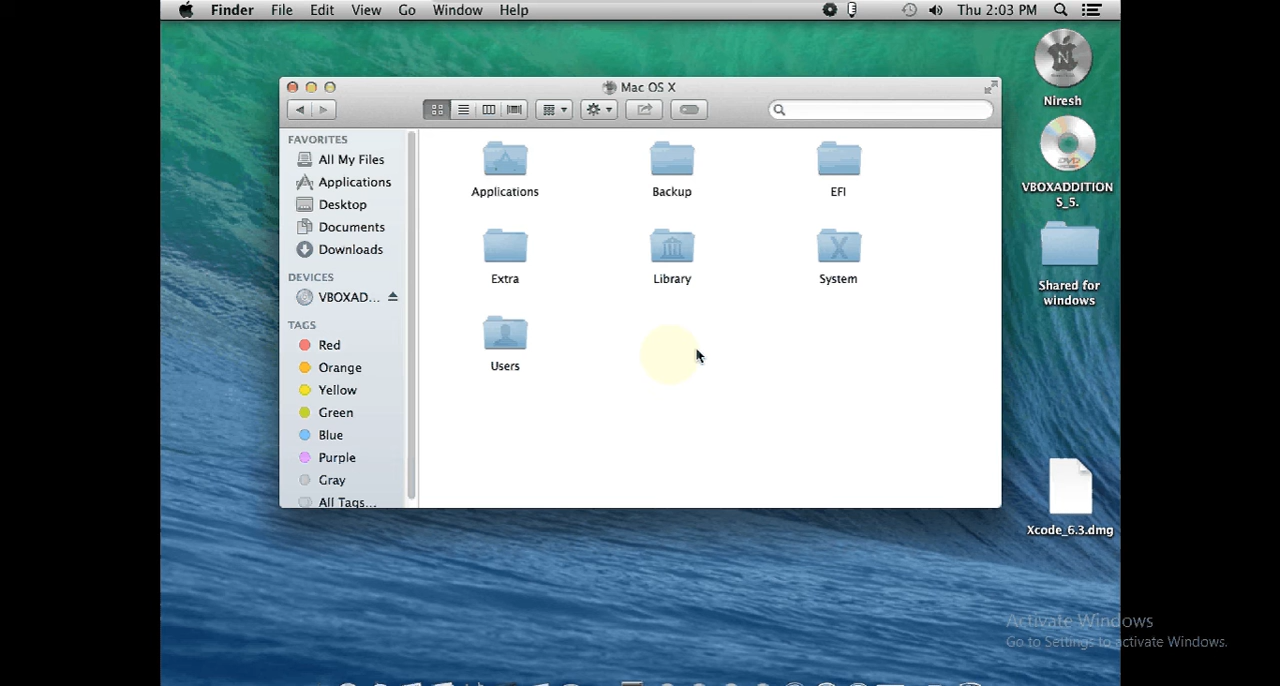 Finder File Edit View Go Window Help Thu 2:03 PM
Mac OS X
FAVORITES
All My Files
Applications
Desktop
Documents
Downloads
DEVICES
VBOXAD...
TAGS
Red
Orange
Yellow
Green
Blue
Purple
Gray
All Tags...
Applications Backup EFI
Extra Library System
Users
N
Niresh
DVD
VBOXADDITION
S_5.
Shared for
windows
Xcode_6.3.dmg
Activate Windows
Go to Settings to activate Windows.